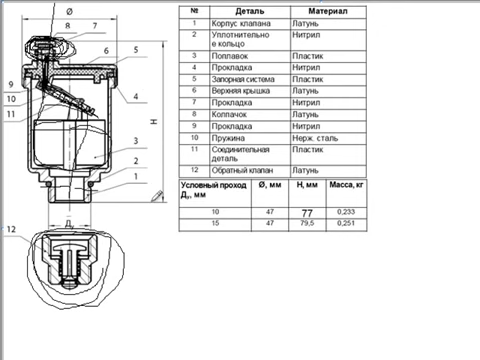 Ø
8 7
6
5
9
10
11
4
H
3
2
1
Д
12
№ Деталь Материал
1 Корпус клапана Латунь
2 Уплотнительно Нитрил
е кольцо
3 Поплавок Пластик
4 Прокладка Нитрил
5 Запорная система Пластик
6 Верхняя крышка Латунь
7 Прокладка Нитрил
8 Колпачок Латунь
9 Прокладка Нитрил
10 Пружина Нерж. сталь
11 Соединительная Пластик
деталь
12 Обратный клапан Латунь
Условный проход Ø, мм H, мм Масса, кг
Ду, мм
10 47 77 0,233
15 47 79,5 0,251